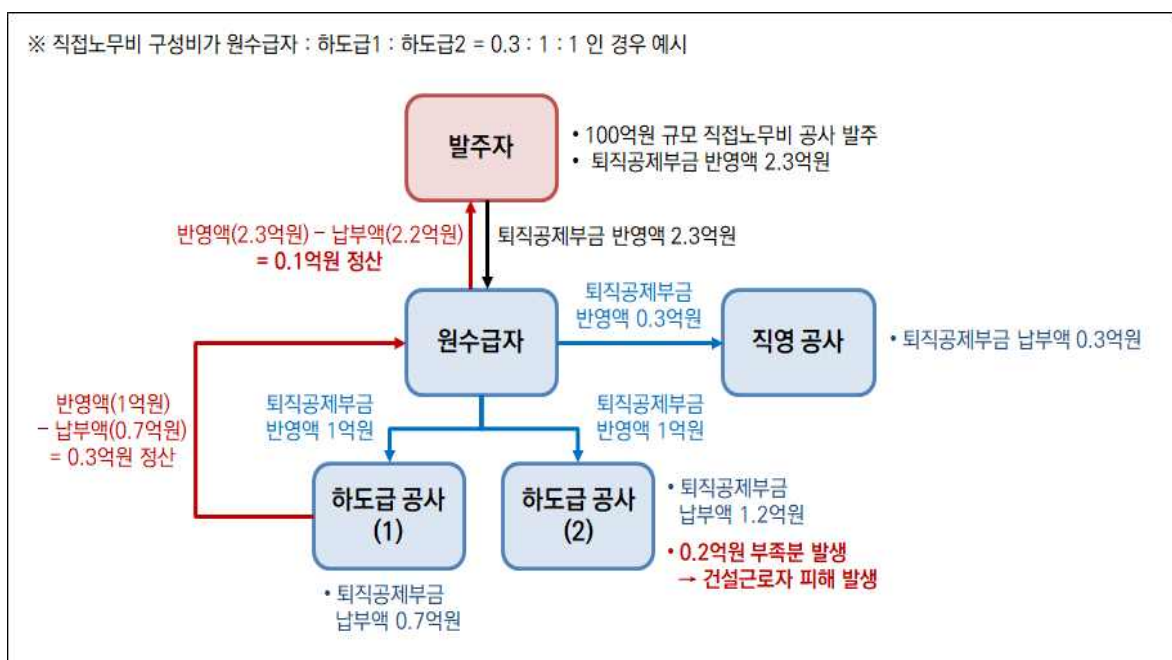 ※ 직접노무비 구성비가 원수급자 : 하도급1 : 하도급2 = 0.3 : 1 : 1 인 경우 예시
발주자
• 100억원 규모 직접노무비 공사 발주
• 퇴직공제부금 반영액 2.3억원
반영액(2.3억원) – 납부액(2.2억원)
= 0.1억원 정산
퇴직공제부금 반영액 2.3억원
원수급자
퇴직공제부금
반영액 0.3억원
직영 공사
• 퇴직공제부금 납부액 0.3억원
반영액(1억원)
– 납부액(0.7억원)
= 0.3억원 정산
퇴직공제부금
반영액 1억원
퇴직공제부금
반영액 1억원
하도급 공사
(1)
하도급 공사
(2)
• 퇴직공제부금
납부액 1.2억원
• 0.2억원 부족분 발생
→ 건설근로자 피해 발생
• 퇴직공제부금
납부액 0.7억원